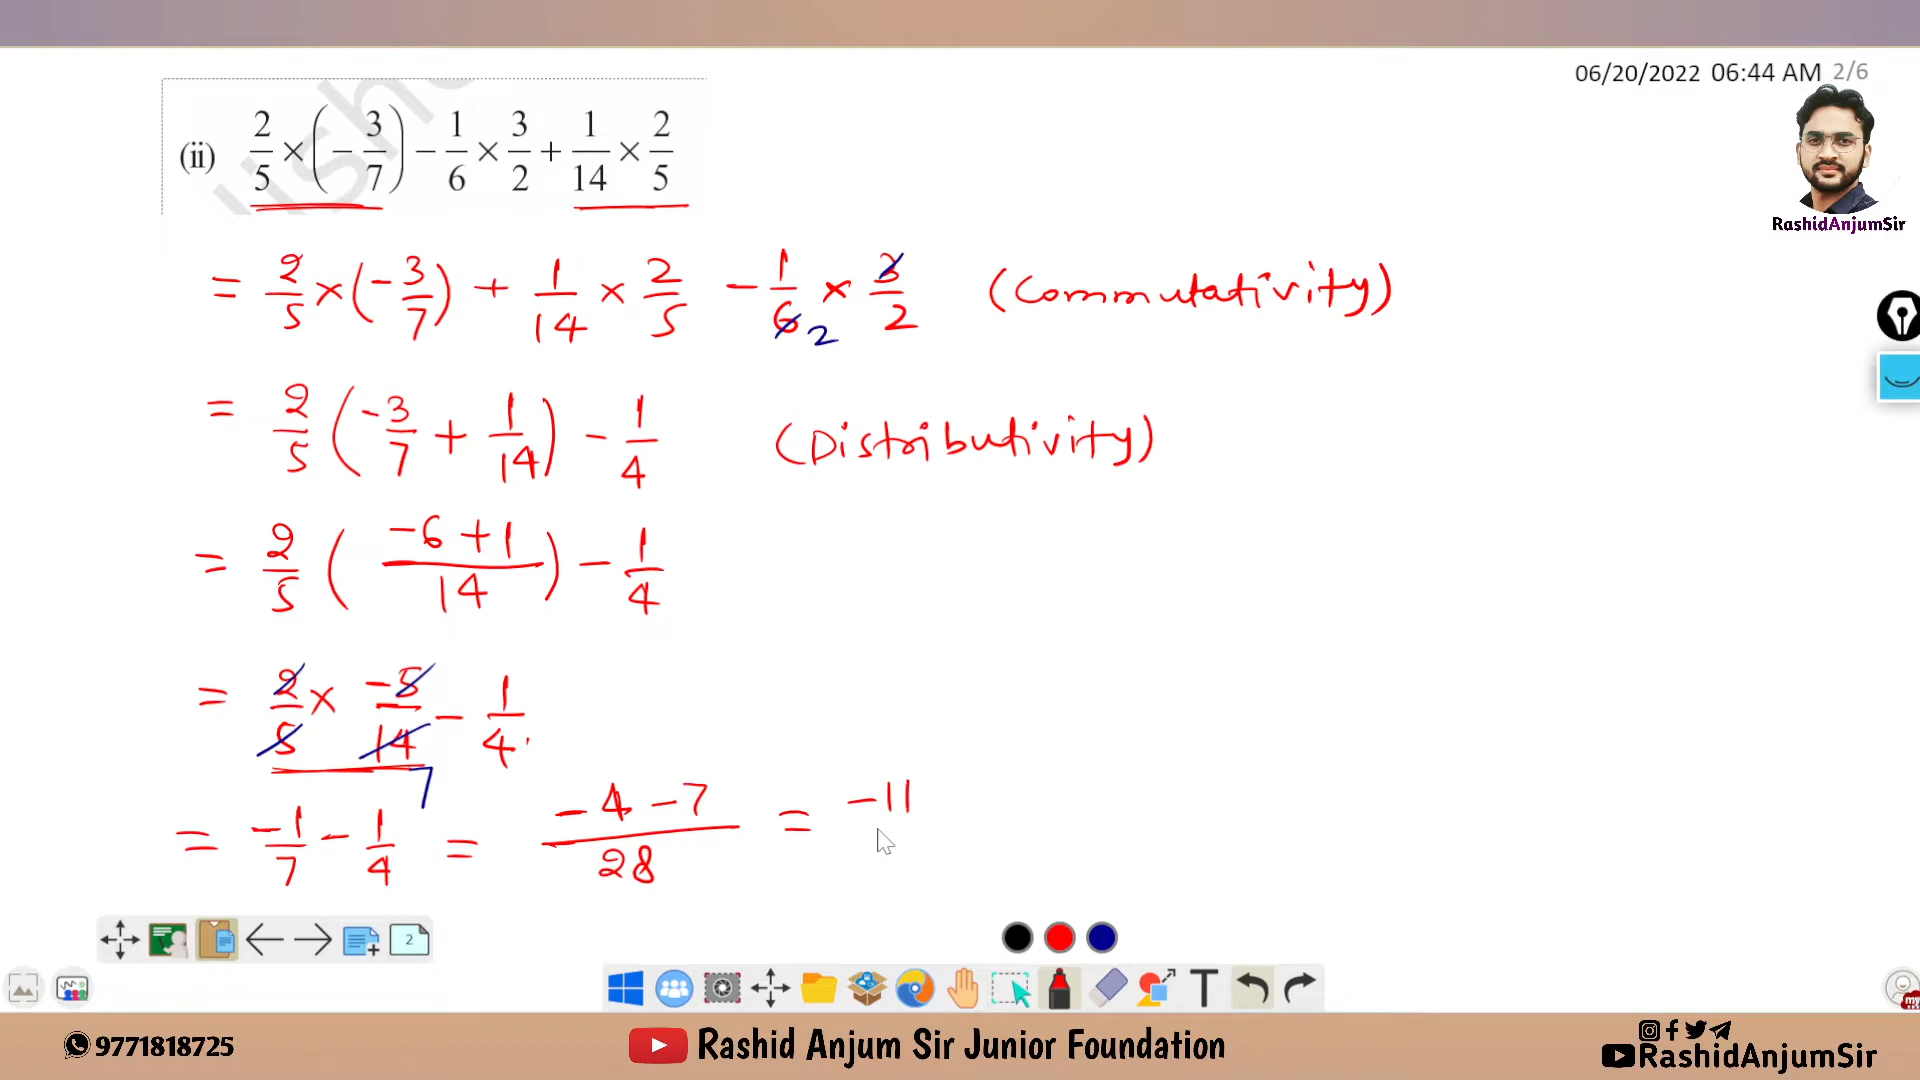 06/20/2022 06:44 AM 2/6
(ii) 2/5 × (−3/7) − 1/6 × 3/2 + 1/14 × 2/5
RashidAnjumSir
= 2/5 × (−3/7) + 1/14 × 2/5 − 1/6 × 3/2 (Commutativity)
2
= 2/5 (−3/7 + 1/14) − 1/4 (Distributivity)
= 2/5 (−6+1/14) − 1/4
= 2/5 × −5/14 − 1/4
7
= −1/7 − 1/4 = −4−7/28 = −11
2
T
9771818725
Rashid Anjum Sir Junior Foundation
RashidAnjumSir